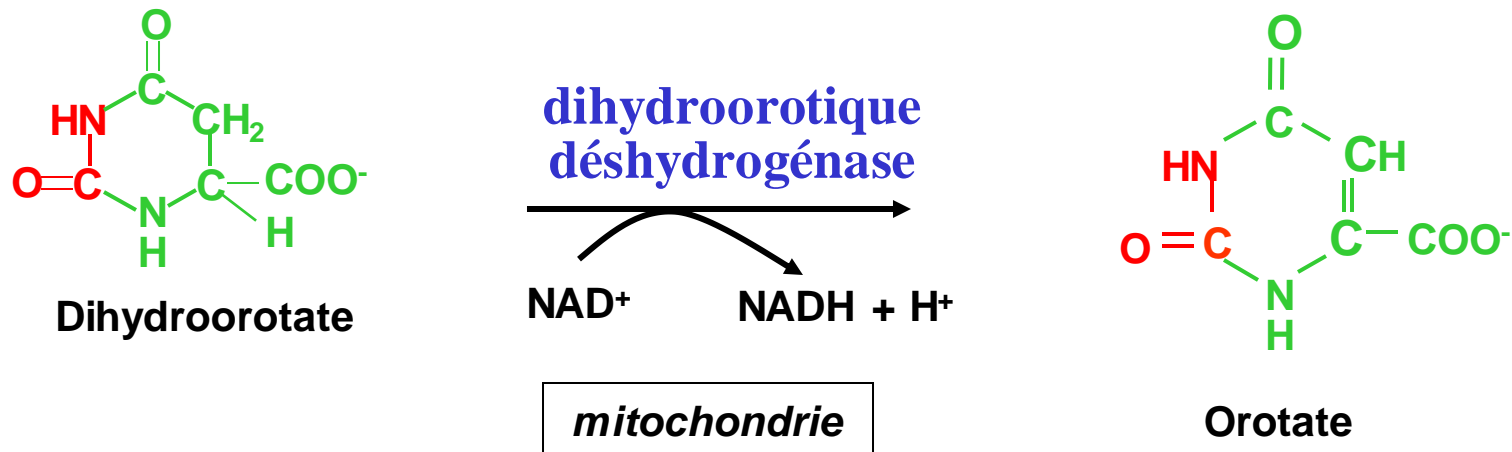 O
C
HN
CH2
O=C
C
COO-
N
H
H
Dihydroorotate
dihydroorotique
déshydrogénase
NAD+
NADH + H+
mitochondrie
O
C
HN
CH
O=C
C
COO-
N
H
Orotate